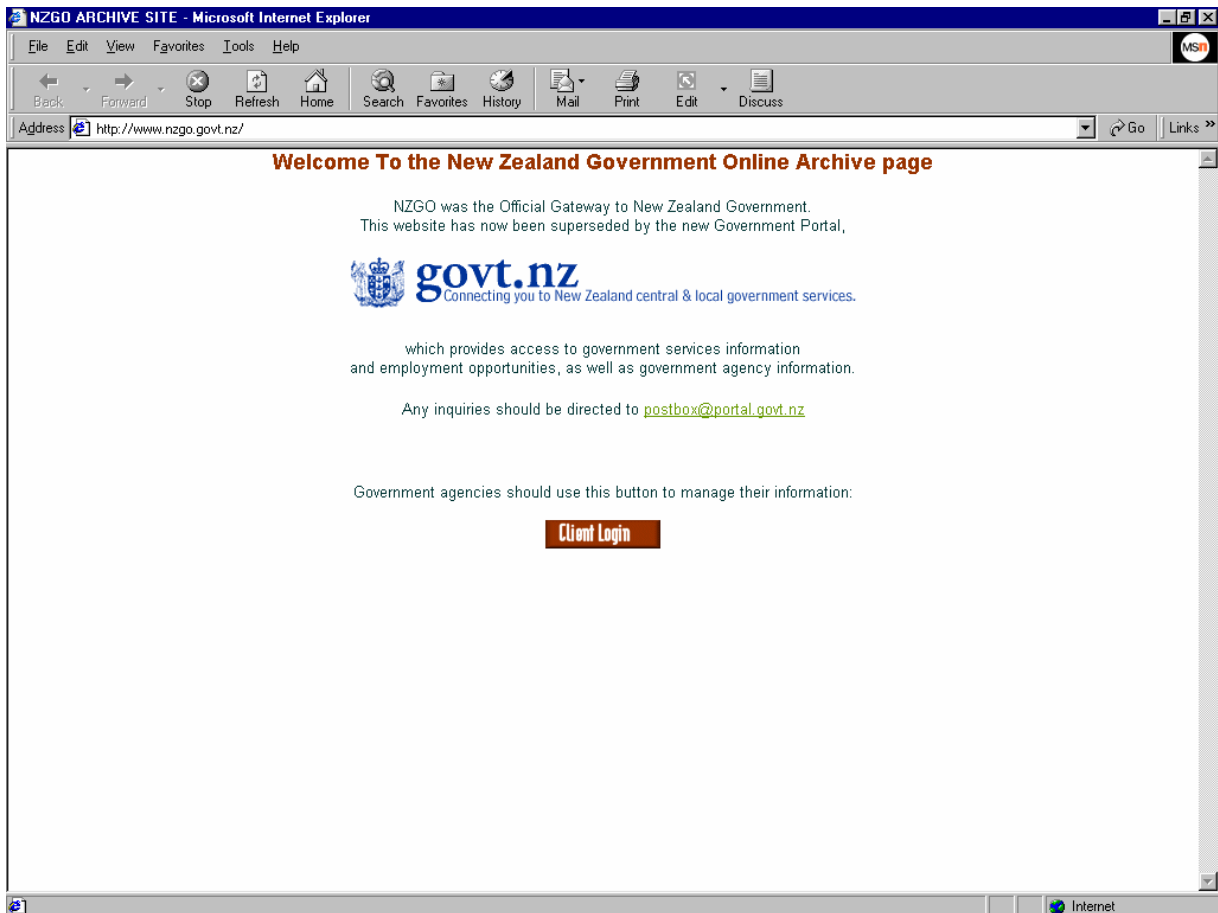 NZGO ARCHIVE SITE - Microsoft Internet Explorer
File Edit View Favorites Tools Help
msn
Back Forward Stop Refresh Home Search Favorites History Mail Print Edit Discuss
Address http://www.nzgo.govt.nz/ Go Links »
Welcome To the New Zealand Government Online Archive page
NZGO was the Official Gateway to New Zealand Government.
This website has now been superseded by the new Government Portal,
govt.nz
Connecting you to New Zealand central & local government services.
which provides access to government services information
and employment opportunities, as well as government agency information.
Any inquiries should be directed to postbox@portal.govt.nz
Government agencies should use this button to manage their information:
Client Login
Internet